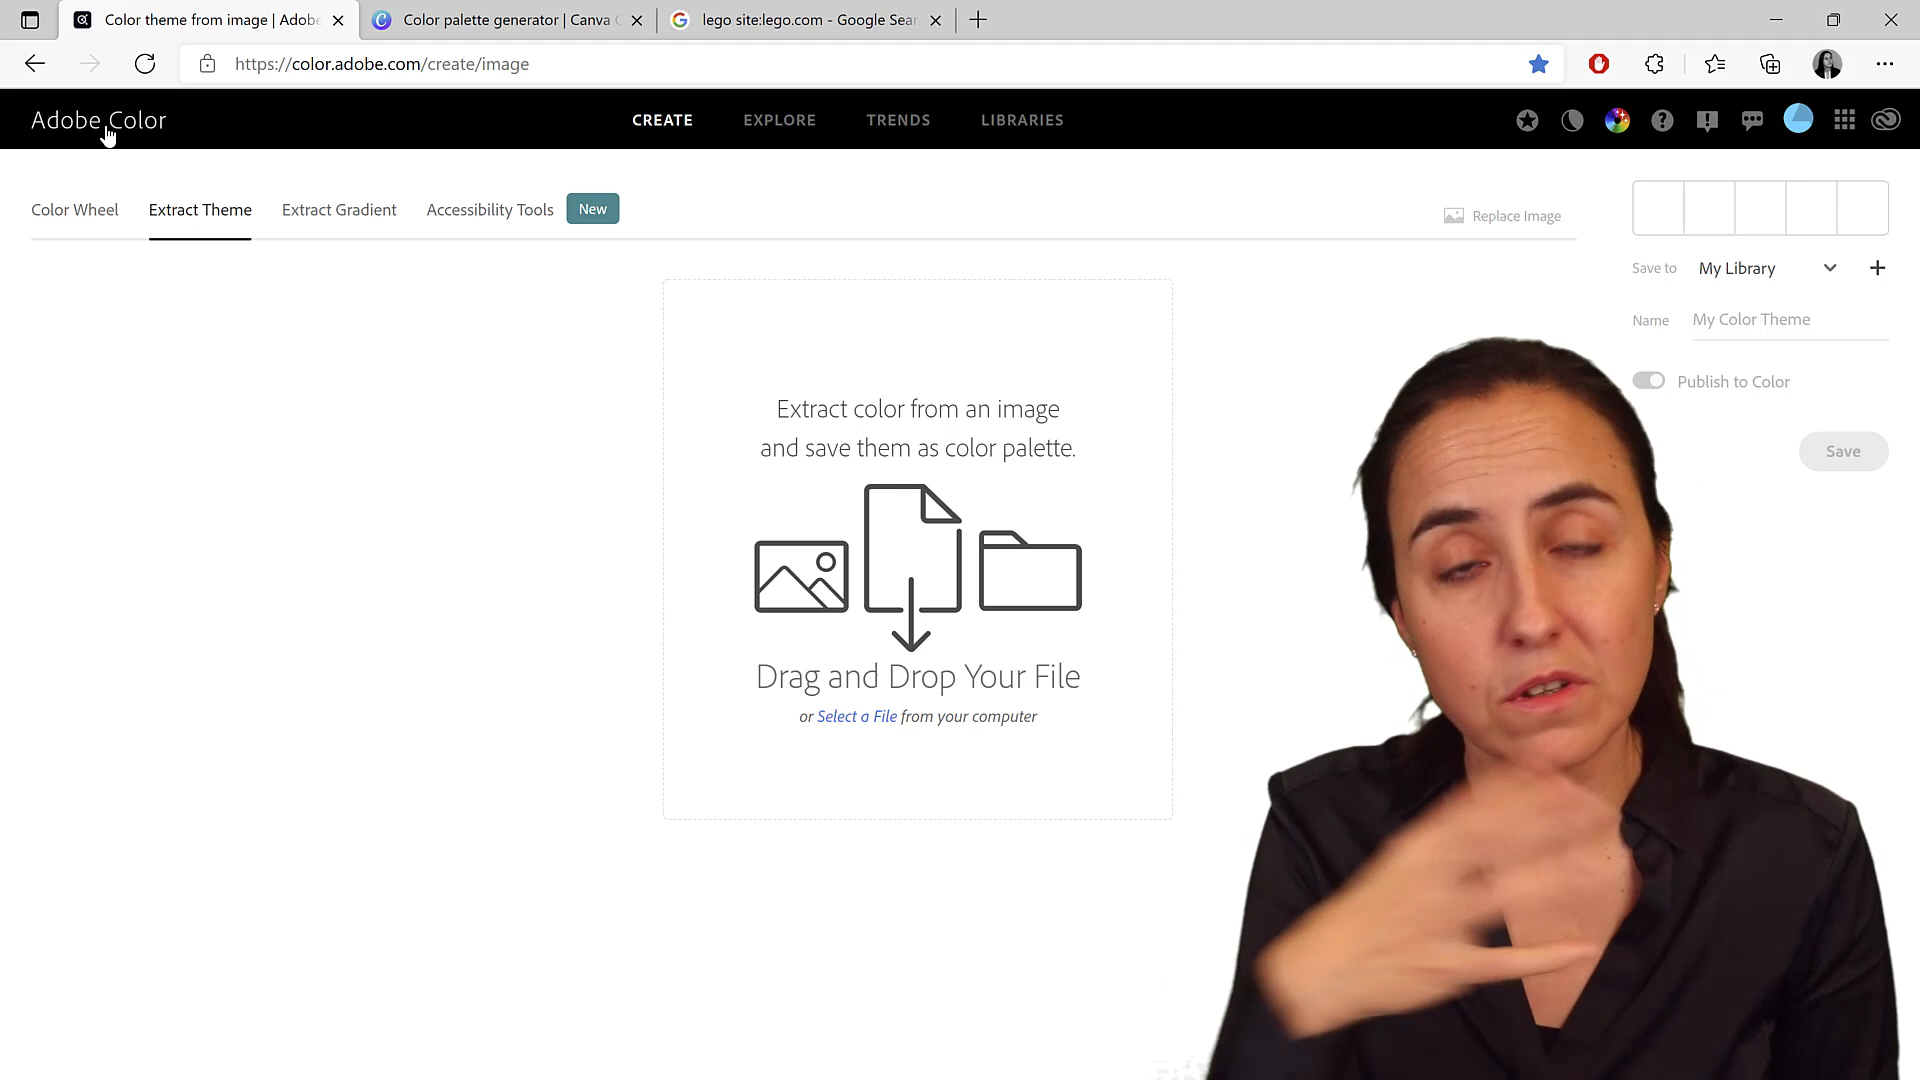 Color theme from image | Adobe
Color palette generator | Canva
lego site:lego.com - Google Sear
https://color.adobe.com/create/image
Adobe Color
CREATE
EXPLORE
TRENDS
LIBRARIES
Color Wheel
Extract Theme
Extract Gradient
Accessibility Tools
New
Replace Image
Save to
My Library
Name
My Color Theme
Publish to Color
Save
Extract color from an image
and save them as color palette.
Drag and Drop Your File
or Select a File from your computer